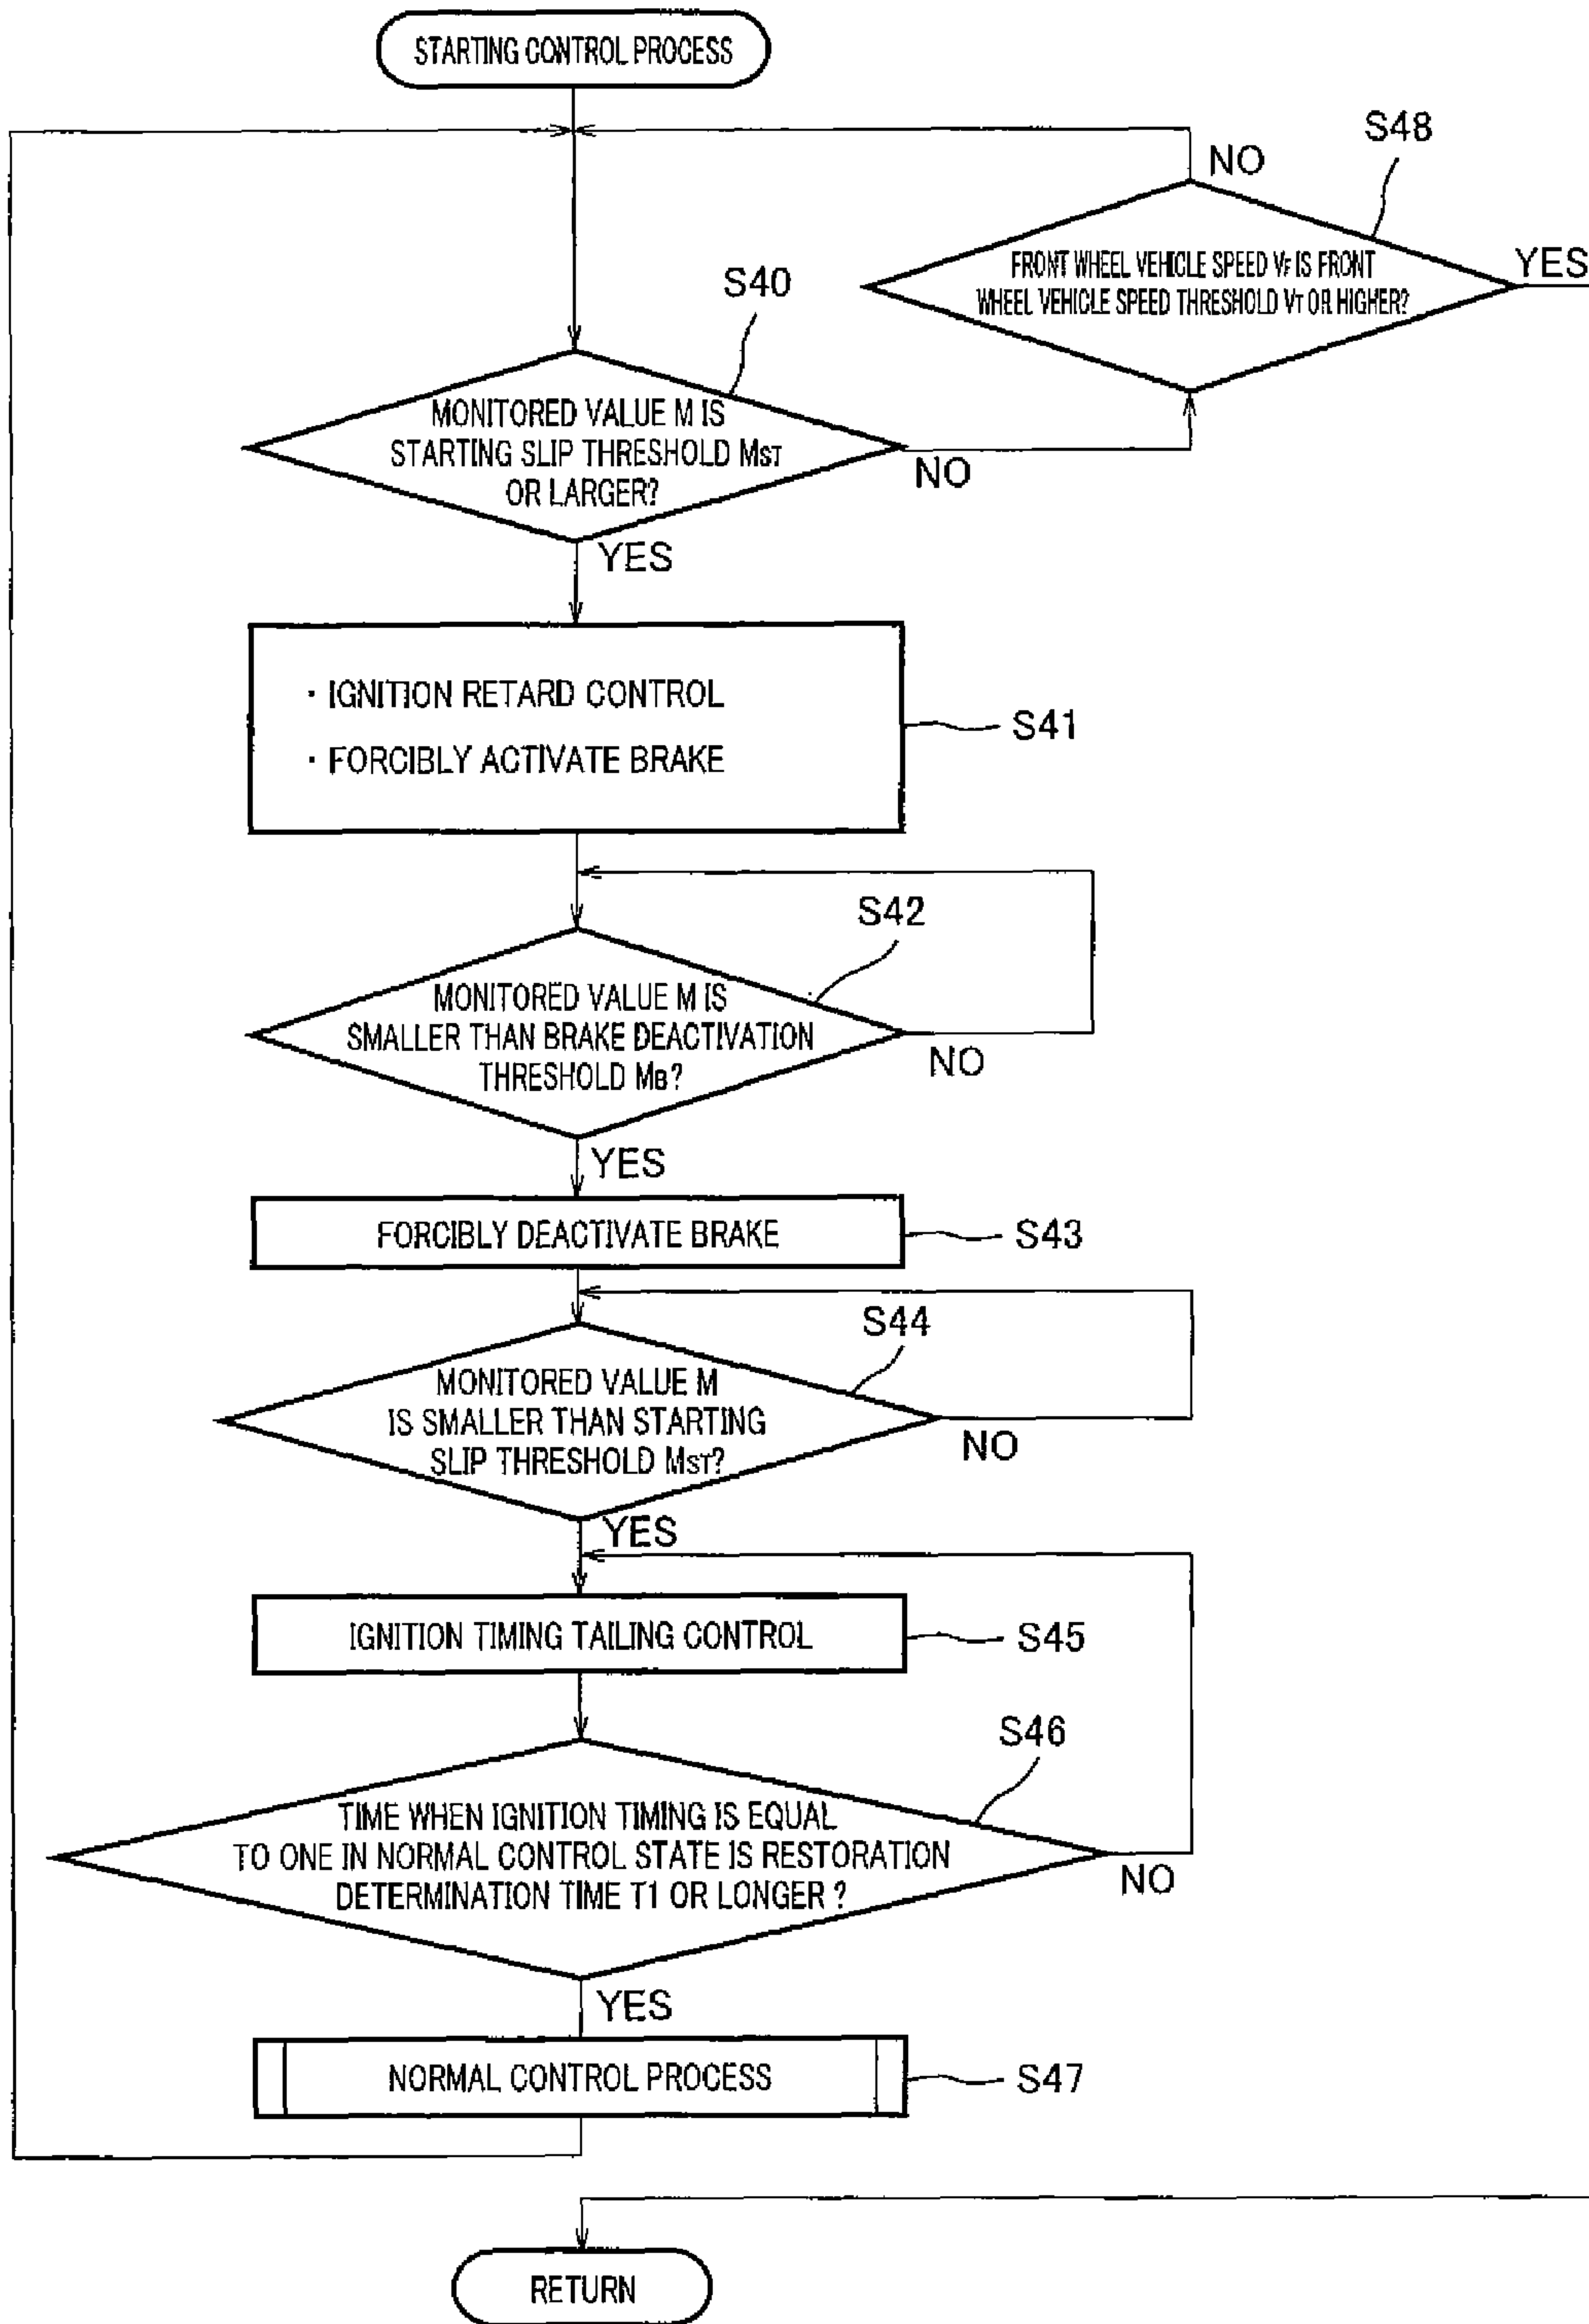 STARTING CONTROL PROCESS
S48
NO
FRONT WHEEL VEHICLE SPEED VF IS FRONT
WHEEL VEHICLE SPEED THRESHOLD VT OR HIGHER?
YES
S40
MONITORED VALUE M IS
STARTING SLIP THRESHOLD MST
OR LARGER?
NO
YES
· IGNITION RETARD CONTROL
· FORCIBLY ACTIVATE BRAKE
S41
S42
MONITORED VALUE M IS
SMALLER THAN BRAKE DEACTIVATION
THRESHOLD MB?
NO
YES
FORCIBLY DEACTIVATE BRAKE
S43
S44
MONITORED VALUE M
IS SMALLER THAN STARTING
SLIP THRESHOLD MST?
NO
YES
IGNITION TIMING TAILING CONTROL
S45
S46
TIME WHEN IGNITION TIMING IS EQUAL
TO ONE IN NORMAL CONTROL STATE IS RESTORATION
DETERMINATION TIME T1 OR LONGER ?
NO
YES
NORMAL CONTROL PROCESS
S47
RETURN